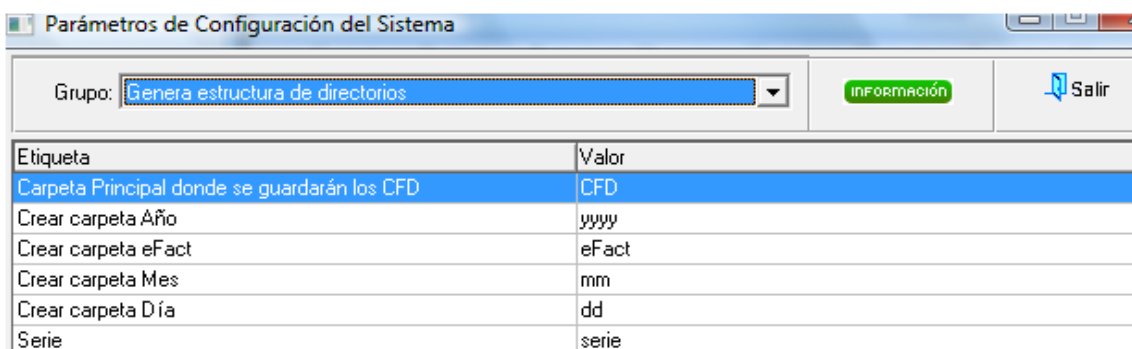 Parámetros de Configuración del Sistema
Grupo: Genera estructura de directorios
INFORMACIÓN
Salir
Etiqueta Valor
Carpeta Principal donde se guardarán los CFD CFD
Crear carpeta Año yyyy
Crear carpeta eFact eFact
Crear carpeta Mes mm
Crear carpeta Día dd
Serie serie